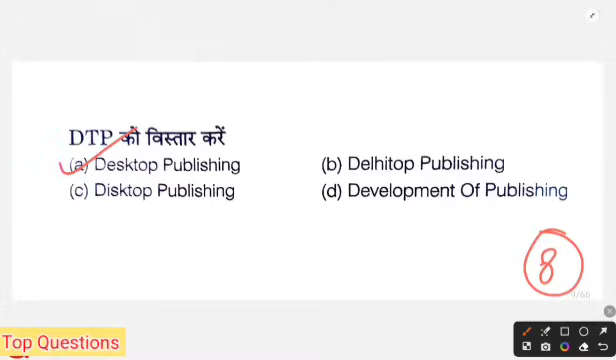 DTP को विस्तार करें
(a) Desktop Publishing (b) Delhitop Publishing
(c) Disktop Publishing (d) Development Of Publishing
8
9/66
Top Questions